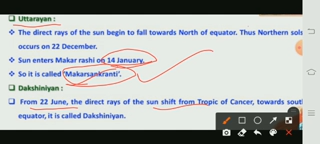 ❑ Uttarayan :
❖ The direct rays of the sun begin to fall towards North of equator. Thus Northern sols
occurs on 22 December.
❖ Sun enters Makar rashi on 14 January.
❖ So it is called 'Makarsankranti'.
❑ Dakshiniyan :
❑ From 22 June, the direct rays of the sun shift from Tropic of Cancer, towards sout
equator, it is called Dakshiniyan.